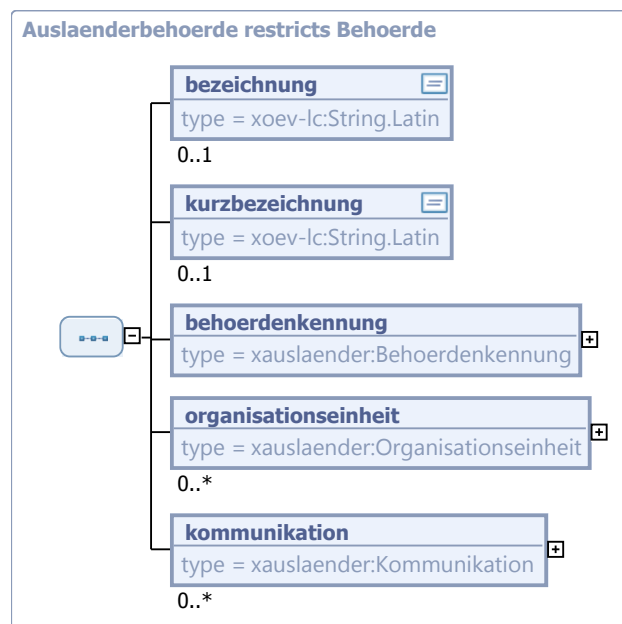 Auslaenderbehoerde restricts Behoerde
bezeichnung
type = xoev-lc:String.Latin
0..1
kurzbezeichnung
type = xoev-lc:String.Latin
0..1
behoerdenkennung
type = xauslaender:Behoerdenkennung
organisationseinheit
type = xauslaender:Organisationseinheit
0..*
kommunikation
type = xauslaender:Kommunikation
0..*